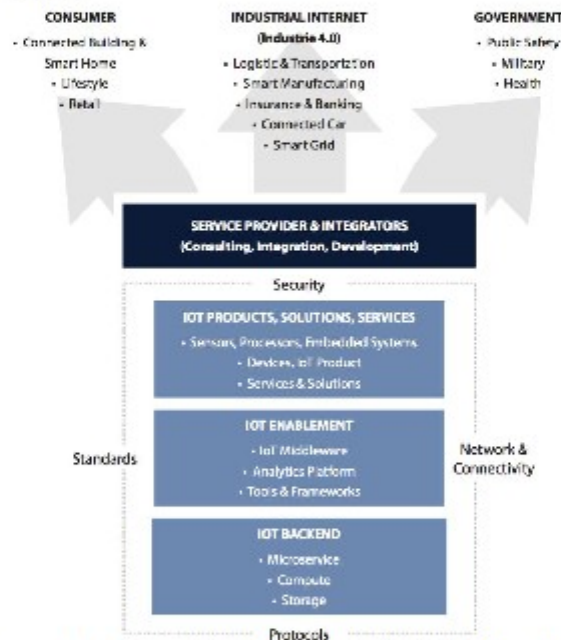 CONSUMER
• Connected Building &
Smart Home
• Lifestyle
• Retail
INDUSTRIAL INTERNET
(Industrie 4.0)
• Logistic & Transportation
• Smart Manufacturing
• Insurance & Banking
• Connected Car
• Smart Grid
GOVERNMENT
• Public Safety
• Military
• Health
SERVICE PROVIDER & INTEGRATORS
(Consulting, Integration, Development)
Security
IOT PRODUCTS, SOLUTIONS, SERVICES
• Sensors, Processors, Embedded Systems
• Devices, IoT Product
• Services & Solutions
IOT ENABLEMENT
• IoT Middleware
• Analytics Platform
• Tools & Frameworks
Standards
Network &
Connectivity
IOT BACKEND
• Microservice
• Compute
• Storage
Protocols